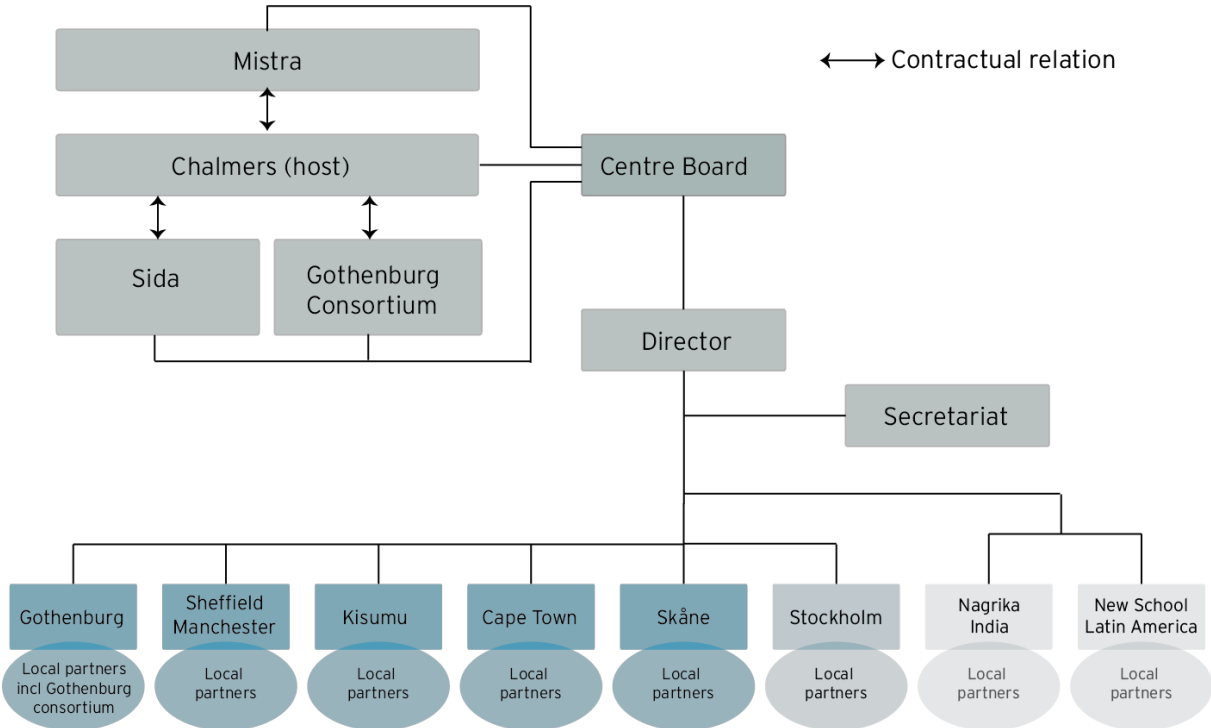 Mistra
Contractual relation
Chalmers (host)
Centre Board
Sida
Gothenburg
Consortium
Director
Secretariat
Gothenburg
Sheffield
Manchester
Kisumu
Cape Town
Skåne
Stockholm
Nagrika
India
New School
Latin America
Local partners
incl Gothenburg
consortium
Local
partners
Local
partners
Local
partners
Local
partners
Local
partners
Local
partners
Local
partners